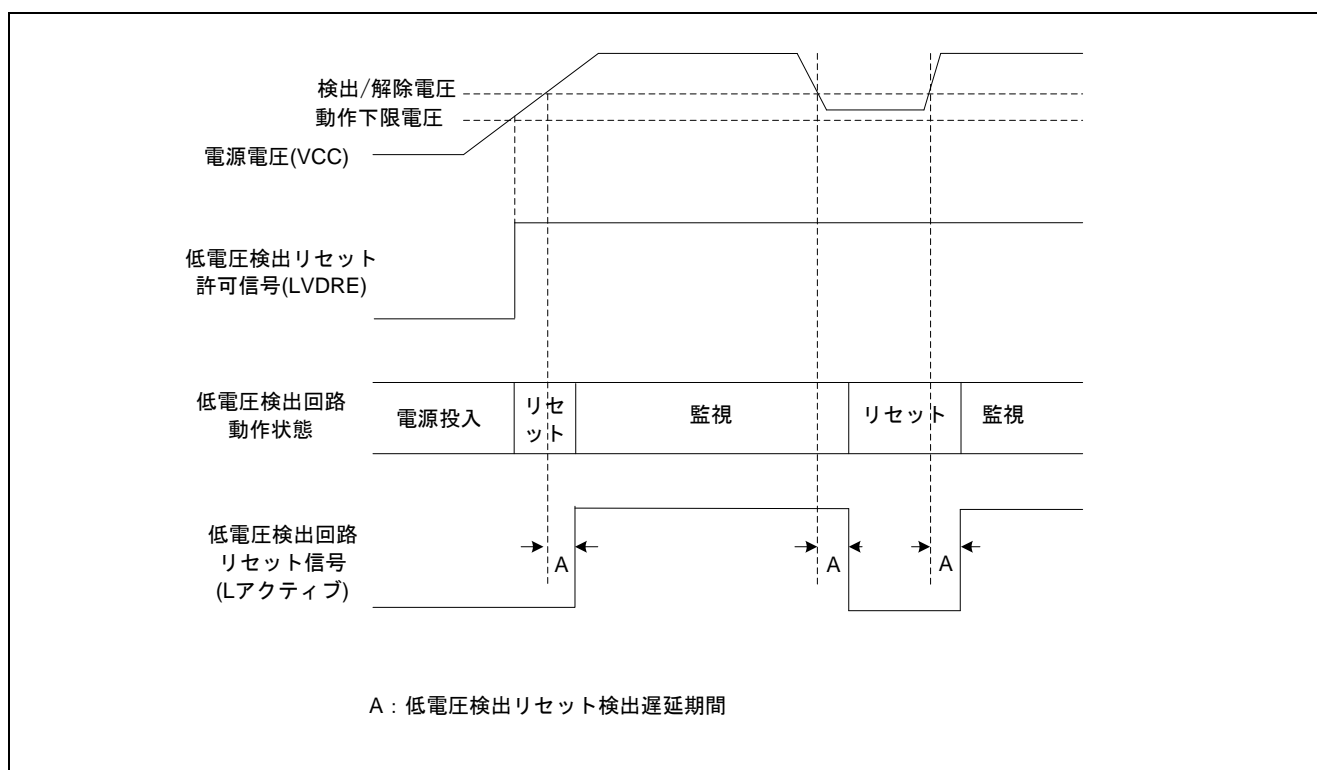 検出/解除電圧
動作下限電圧
電源電圧(VCC)
低電圧検出リセット
許可信号(LVDRE)
低電圧検出回路
動作状態
電源投入
リセ
ット
監視
リセット
監視
低電圧検出回路
リセット信号
(Lアクティブ)
A
A
A
A：低電圧検出リセット検出遅延期間